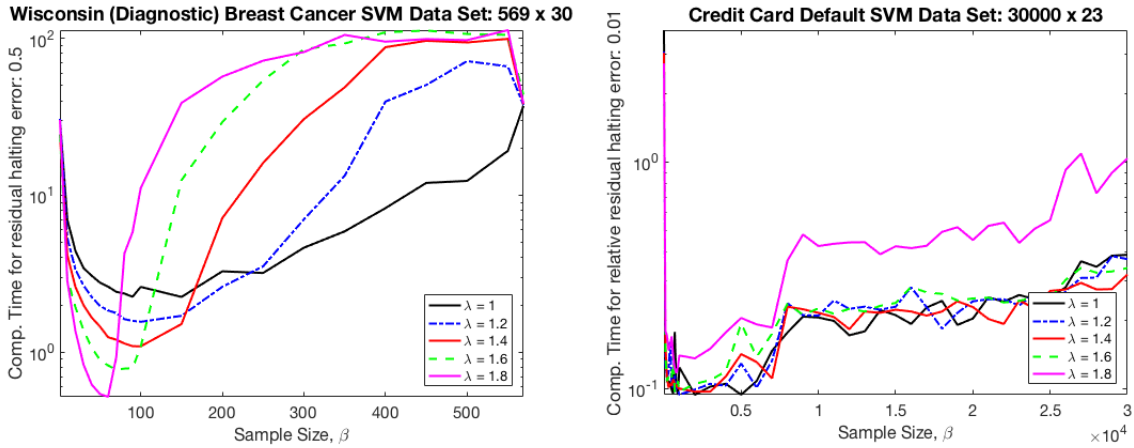 Wisconsin (Diagnostic) Breast Cancer SVM Data Set: 569 x 30
Comp. Time for residual halting error: 0.5
10^2
10^1
10^0
100
200
300
400
500
Sample Size, β
λ = 1
λ = 1.2
λ = 1.4
λ = 1.6
λ = 1.8
Credit Card Default SVM Data Set: 30000 x 23
Comp. Time for relative residual halting error: 0.01
10^0
10^-1
0.5
1
1.5
2
2.5
3
×10^4
Sample Size, β
λ = 1
λ = 1.2
λ = 1.4
λ = 1.6
λ = 1.8